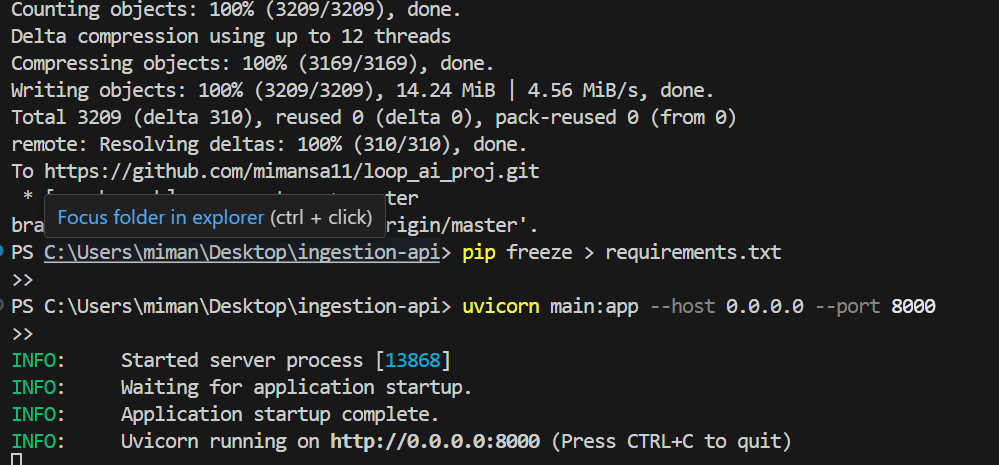 Counting objects: 100% (3209/3209), done.
Delta compression using up to 12 threads
Compressing objects: 100% (3169/3169), done.
Writing objects: 100% (3209/3209), 14.24 MiB | 4.56 MiB/s, done.
Total 3209 (delta 310), reused 0 (delta 0), pack-reused 0 (from 0)
remote: Resolving deltas: 100% (310/310), done.
To https://github.com/mimansa11/loop_ai_proj.git
 * [ ter
Focus folder in explorer (ctrl + click)
bra rigin/master'.
PS C:\Users\miman\Desktop\ingestion-api> pip freeze > requirements.txt
>>
PS C:\Users\miman\Desktop\ingestion-api> uvicorn main:app --host 0.0.0.0 --port 8000
>>
INFO:     Started server process [13868]
INFO:     Waiting for application startup.
INFO:     Application startup complete.
INFO:     Uvicorn running on http://0.0.0.0:8000 (Press CTRL+C to quit)